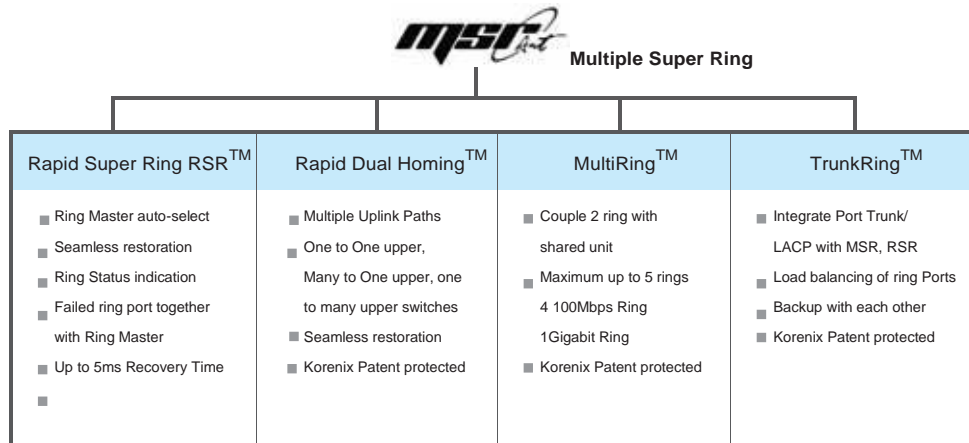 msr
Multiple Super Ring
Rapid Super Ring RSR™
Ring Master auto-select
Seamless restoration
Ring Status indication
Failed ring port together
with Ring Master
Up to 5ms Recovery Time
Rapid Dual Homing™
Multiple Uplink Paths
One to One upper,
Many to One upper, one
to many upper switches
Seamless restoration
Korenix Patent protected
MultiRing™
Couple 2 ring with
shared unit
Maximum up to 5 rings
4 100Mbps Ring
1Gigabit Ring
Korenix Patent protected
TrunkRing™
Integrate Port Trunk/
LACP with MSR, RSR
Load balancing of ring Ports
Backup with each other
Korenix Patent protected